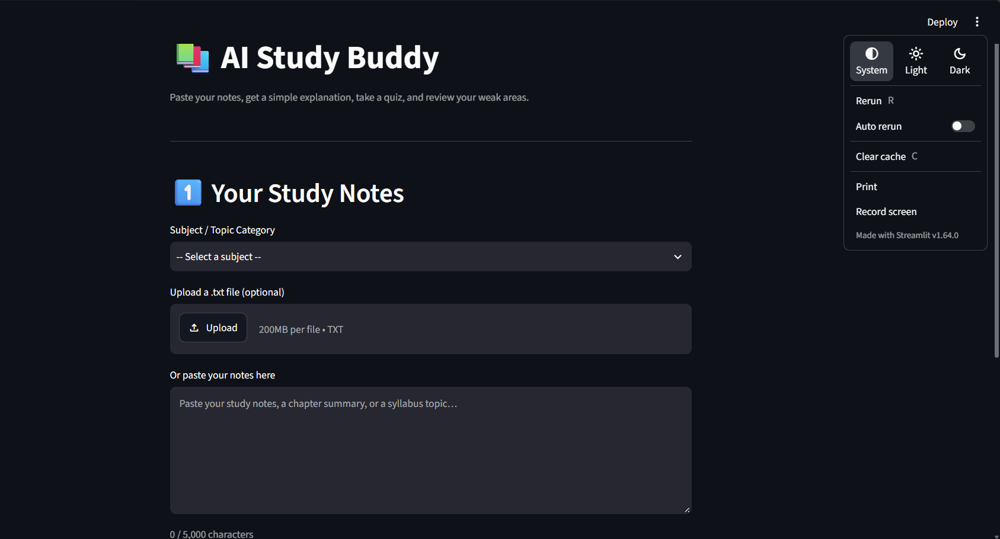 Deploy
AI Study Buddy
Paste your notes, get a simple explanation, take a quiz, and review your weak areas.
System Light Dark
Rerun R
Auto rerun
Clear cache C
Print
Record screen
Made with Streamlit v1.64.0
1 Your Study Notes
Subject / Topic Category
-- Select a subject --
Upload a .txt file (optional)
Upload 200MB per file • TXT
Or paste your notes here
Paste your study notes, a chapter summary, or a syllabus topic…
0 / 5,000 characters